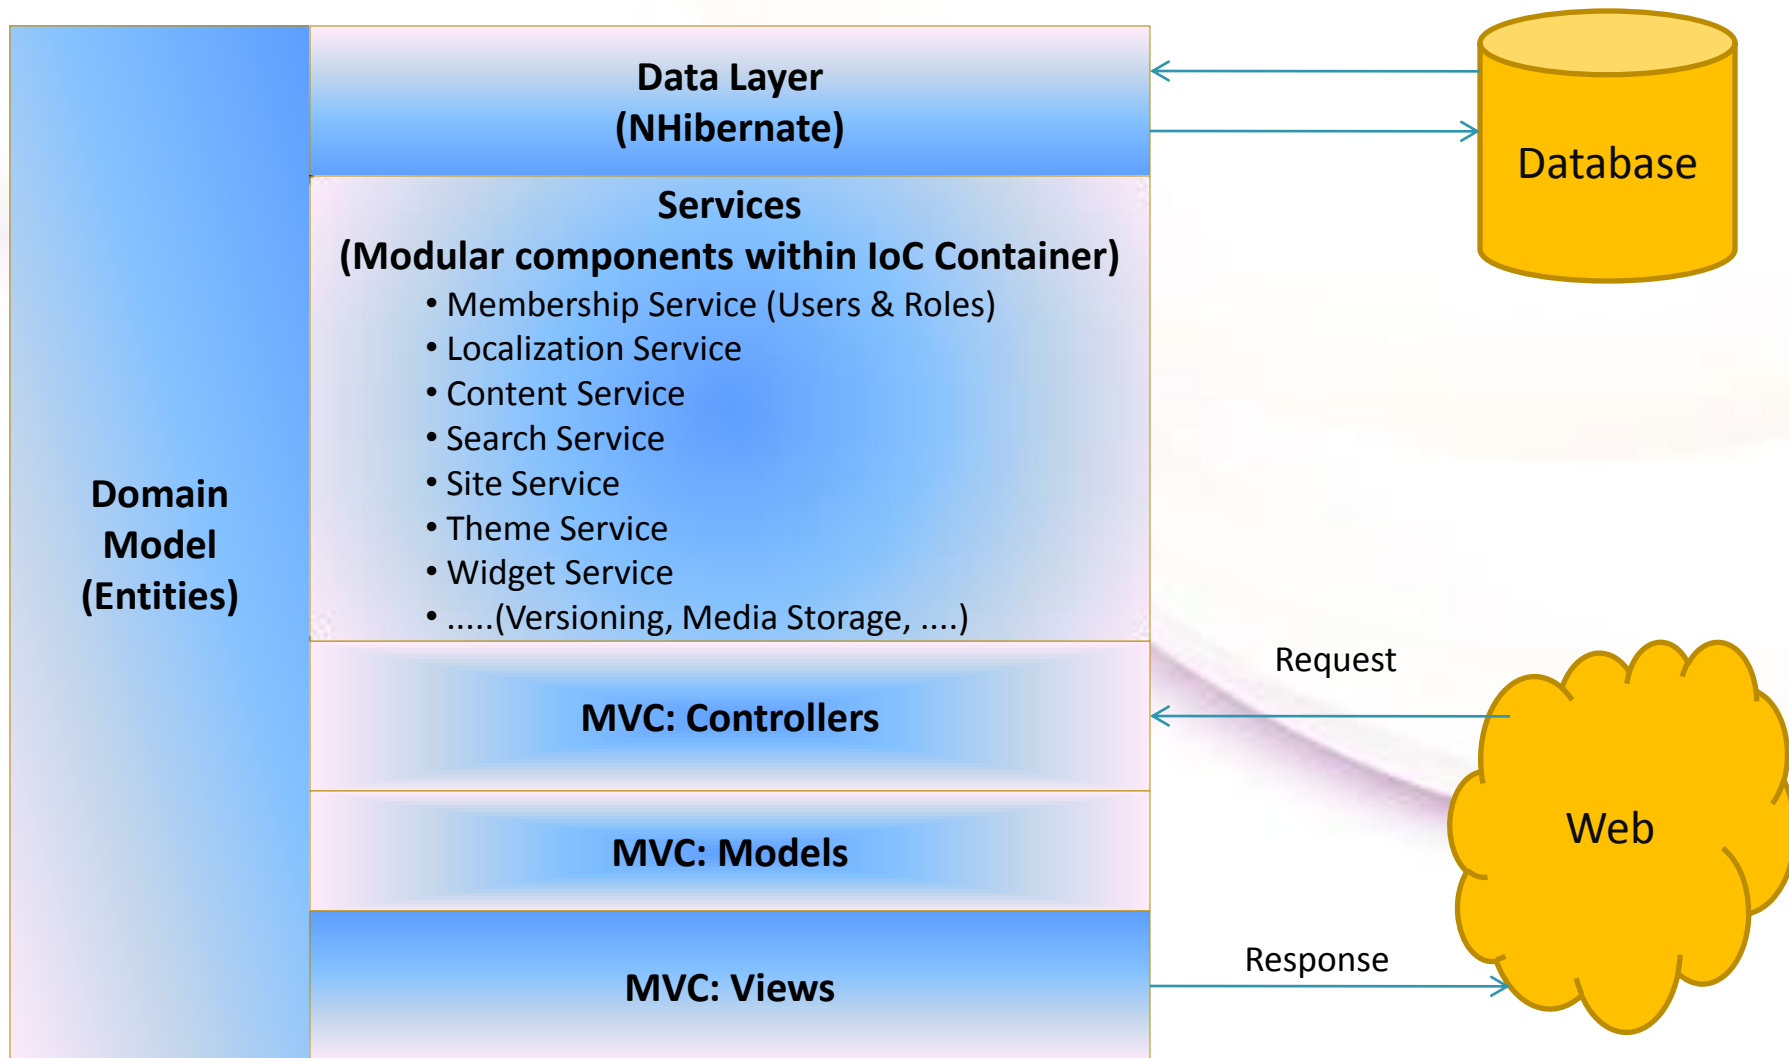 Data Layer
(NHibernate)
Database
Services
(Modular components within IoC Container)
• Membership Service (Users & Roles)
• Localization Service
• Content Service
• Search Service
• Site Service
• Theme Service
• Widget Service
• .....(Versioning, Media Storage, ....)
Domain
Model
(Entities)
Request
MVC: Controllers
MVC: Models
Web
Response
MVC: Views